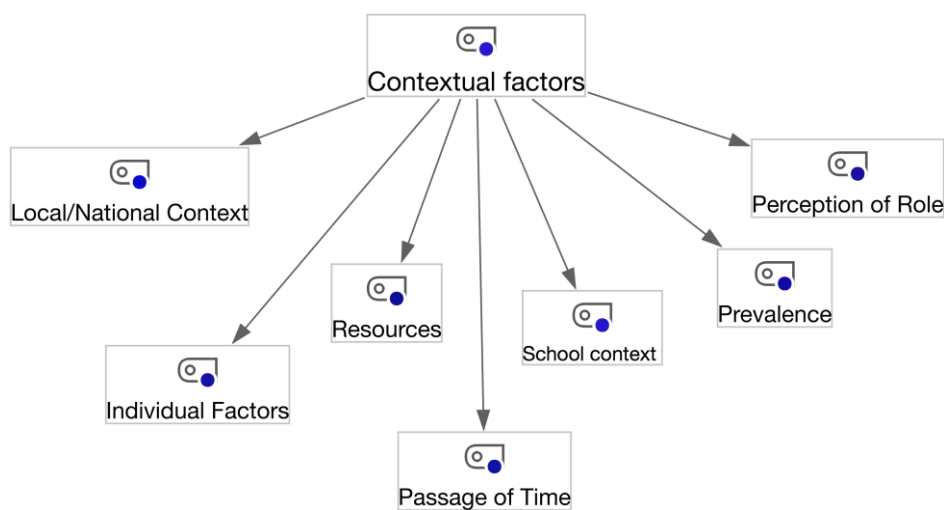 Contextual factors
Local/National Context
Perception of Role
Resources
Prevalence
School context
Individual Factors
Passage of Time